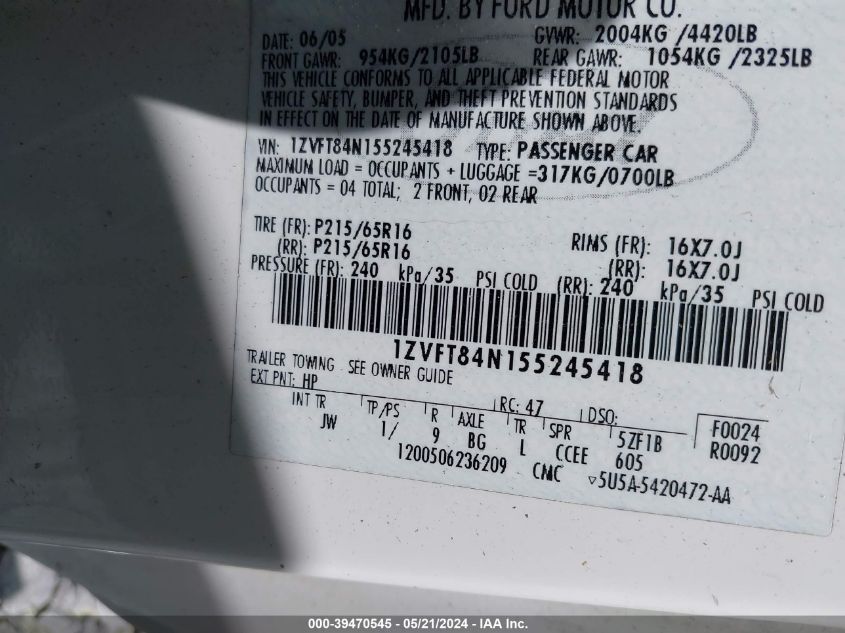 MFD. BY FORD MOTOR CO.
DATE: 06/05 GVWR: 2004KG /4420LB
FRONT GAWR: 954KG/2105LB REAR GAWR: 1054KG /2325LB
THIS VEHICLE CONFORMS TO ALL APPLICABLE FEDERAL MOTOR
VEHICLE SAFETY, BUMPER, AND THEFT PREVENTION STANDARDS
IN EFFECT ON THE DATE OF MANUFACTURE SHOWN ABOVE.
VIN: 1ZVFT84N155245418 TYPE: PASSENGER CAR
MAXIMUM LOAD = OCCUPANTS + LUGGAGE =317KG/0700LB
OCCUPANTS = 04 TOTAL; 2 FRONT, 02 REAR
TIRE (FR): P215/65R16 RIMS (FR): 16X7.0J
(RR): P215/65R16 (RR): 16X7.0J
PRESSURE (FR): 240 kPa/35 PSI COLD (RR): 240 kPa/35 PSI COLD
1ZVFT84N155245418
TRAILER TOWING SEE OWNER GUIDE
EXT PNT: HP RC: 47 DSO: F0024
INT TR TP/PS R AXLE TR SPR 5ZF1B R0092
JW 1/ 9 BG L CCEE 605
1200506236209 CMC ▿5U5A-5420472-AA
000-39470545 - 05/21/2024 - IAA Inc.